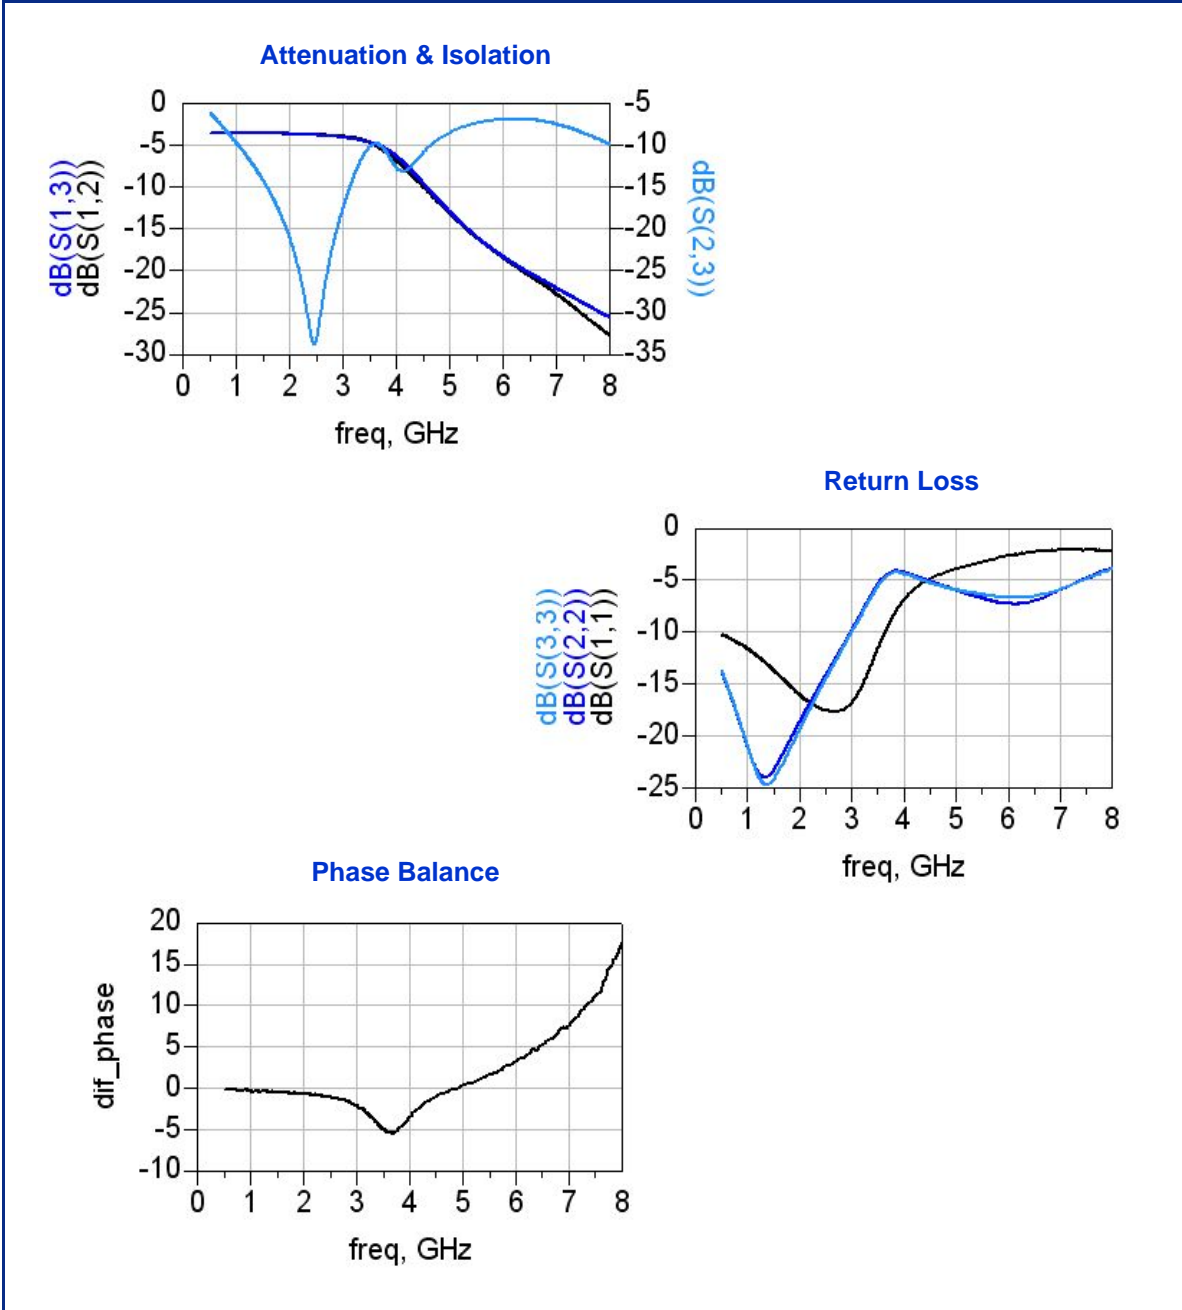 Attenuation & Isolation
dB(S(1,3))
dB(S(1,2))
0
-5
-10
-15
-20
-25
-30
-5
-10
-15
-20
-25
-30
-35
dB(S(2,3))
0 1 2 3 4 5 6 7 8
freq, GHz
Return Loss
dB(S(3,3))
dB(S(2,2))
dB(S(1,1))
0
-5
-10
-15
-20
-25
0 1 2 3 4 5 6 7 8
freq, GHz
Phase Balance
dif_phase
20
15
10
5
0
-5
-10
0 1 2 3 4 5 6 7 8
freq, GHz